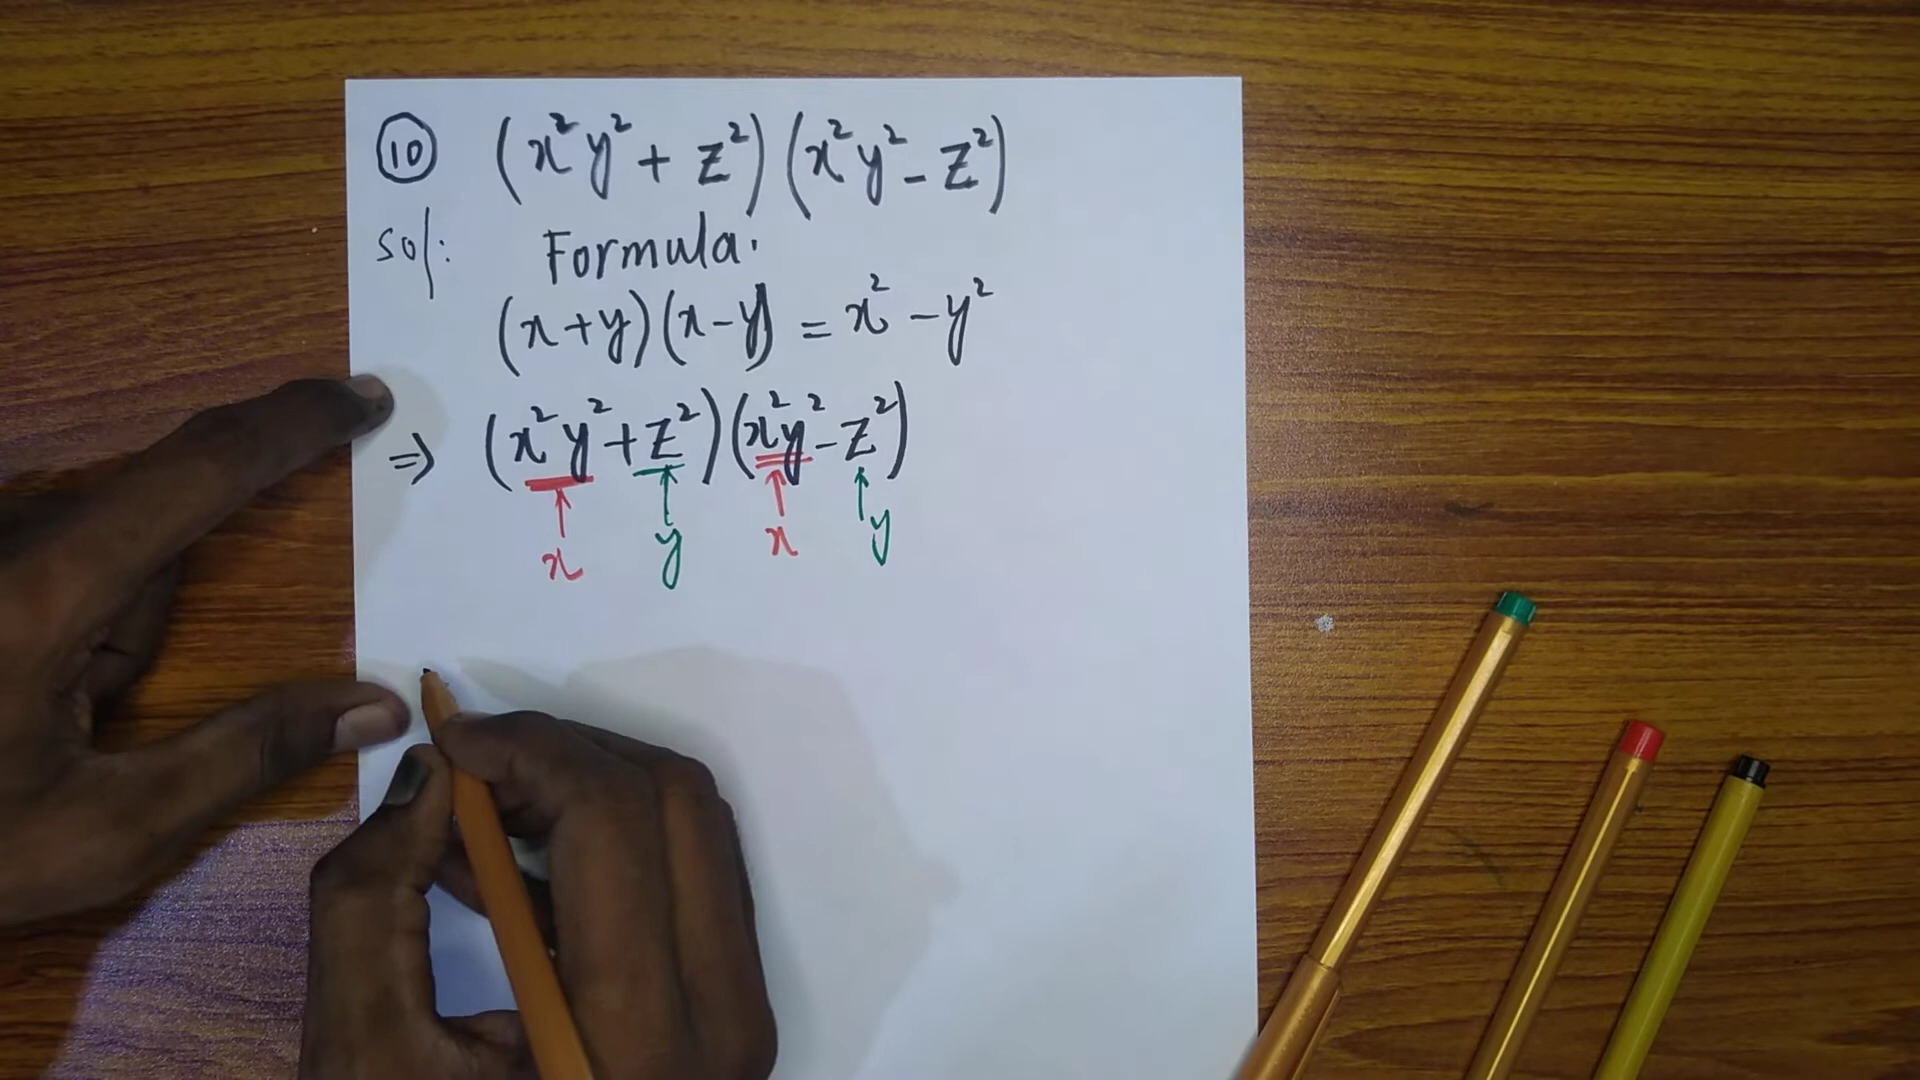 10 (x²y² + z²)(x²y² - z²)
Sol: Formula.
(x+y)(x-y) = x² - y²
⇒ (x²y² + z²)(x²y² - z²)
↑ ↑ ↑ ↑
x y x y